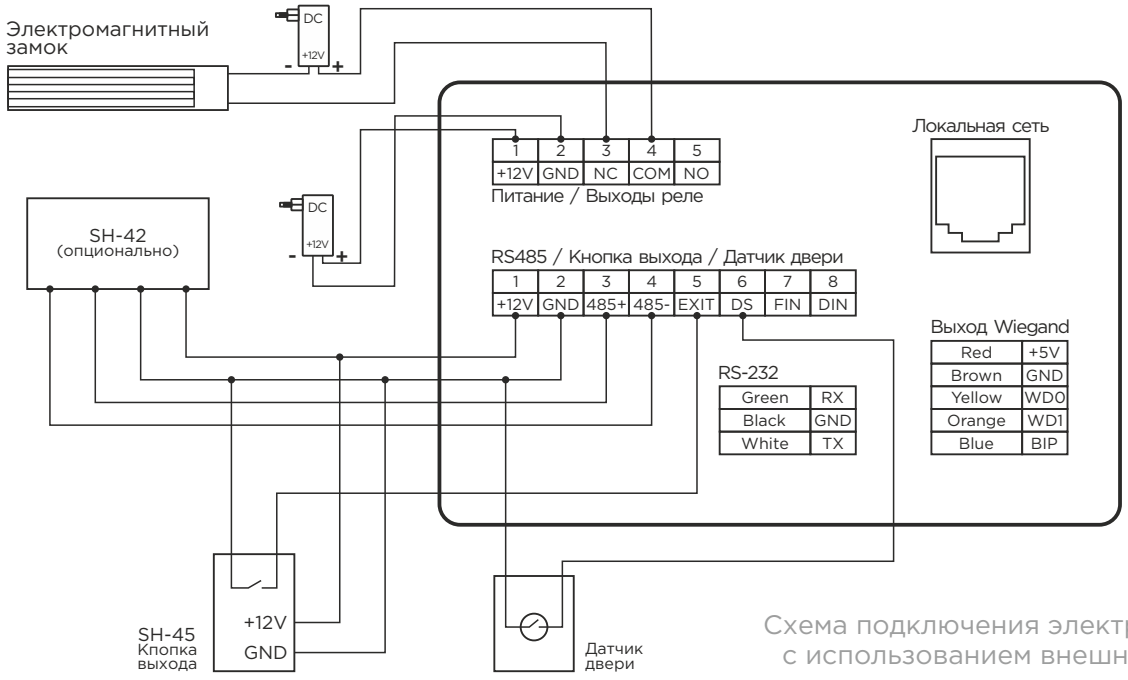 Электромагнитный
замок
DC
+12V
- +
Локальная сеть
1 2 3 4 5
+12V GND NC COM NO
Питание / Выходы реле
DC
+12V
- +
SH-42
(опционально)
RS485 / Кнопка выхода / Датчик двери
1 2 3 4 5 6 7 8
+12V GND 485+ 485- EXIT DS FIN DIN
Выход Wiegand
Red +5V
Brown GND
Yellow WD0
Orange WD1
Blue BIP
RS-232
Green RX
Black GND
White TX
+12V
GND
SH-45
Кнопка
выхода
Датчик
двери
Схема подключения электр
с использованием внешн